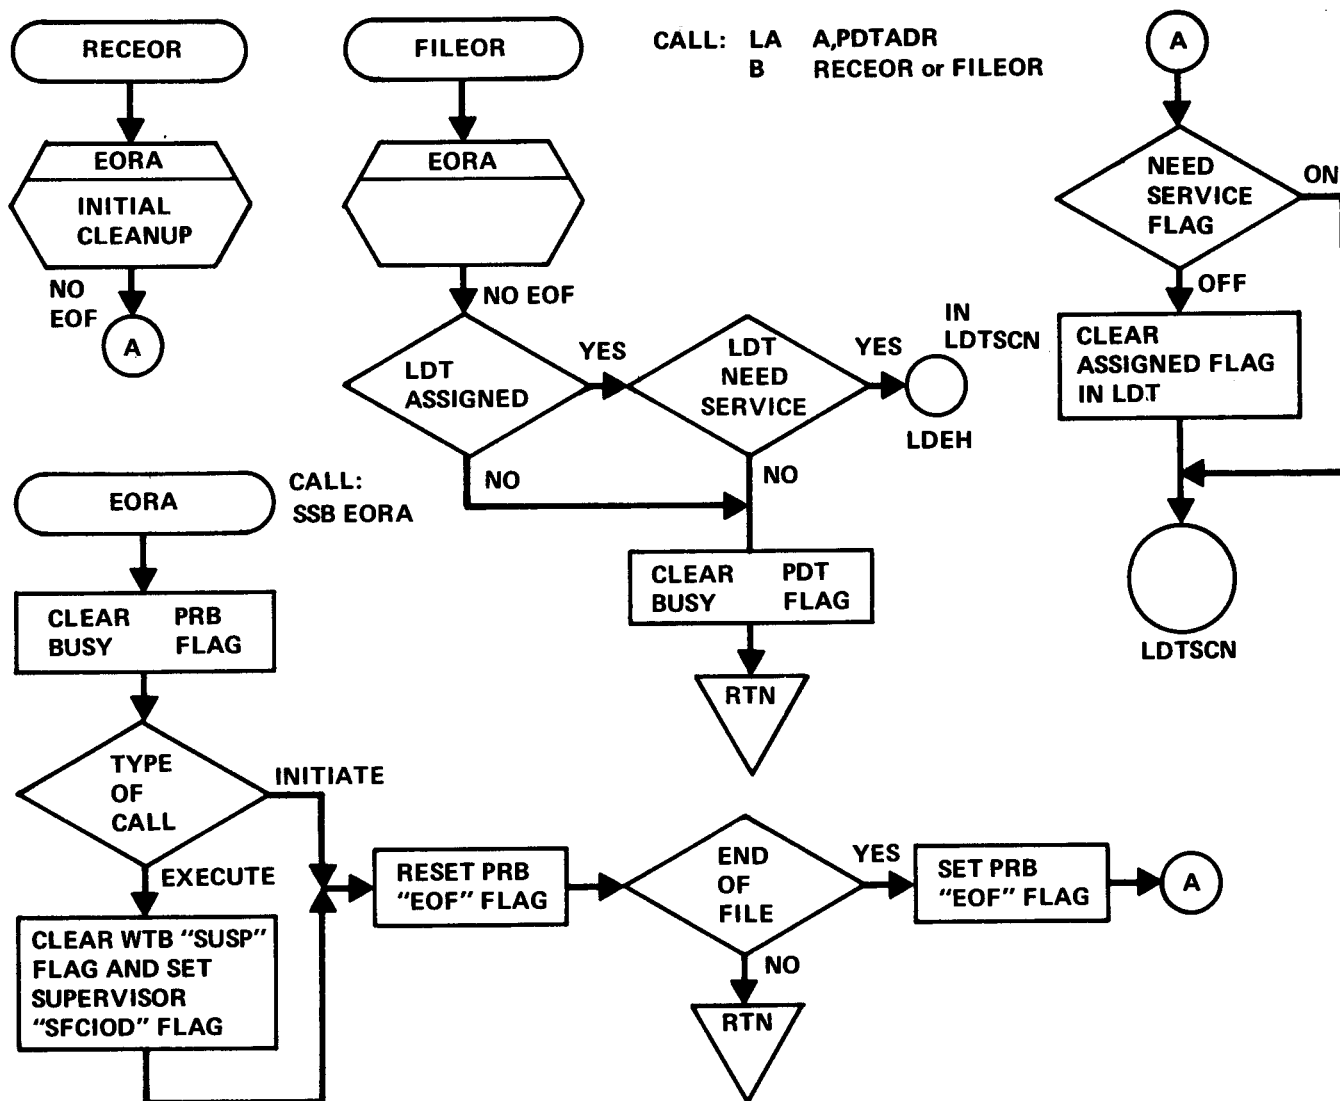 RECEOR
EORA
INITIAL
CLEANUP
NO
EOF
A
FILEOR
EORA
NO EOF
LDT
ASSIGNED
YES
NO
LDT
NEED
SERVICE
YES
NO
IN
LDTSCN
LDEH
CLEAR PDT
BUSY FLAG
RTN
CALL: LA A,PDTADR
B RECEOR or FILEOR
A
NEED
SERVICE
FLAG
ON
OFF
CLEAR
ASSIGNED FLAG
IN LDT
LDTSCN
EORA
CALL:
SSB EORA
CLEAR PRB
BUSY FLAG
TYPE
OF
CALL
INITIATE
EXECUTE
CLEAR WTB "SUSP"
FLAG AND SET
SUPERVISOR
"SFCIOD" FLAG
RESET PRB
"EOF" FLAG
END
OF
FILE
YES
NO
RTN
SET PRB
"EOF" FLAG
A